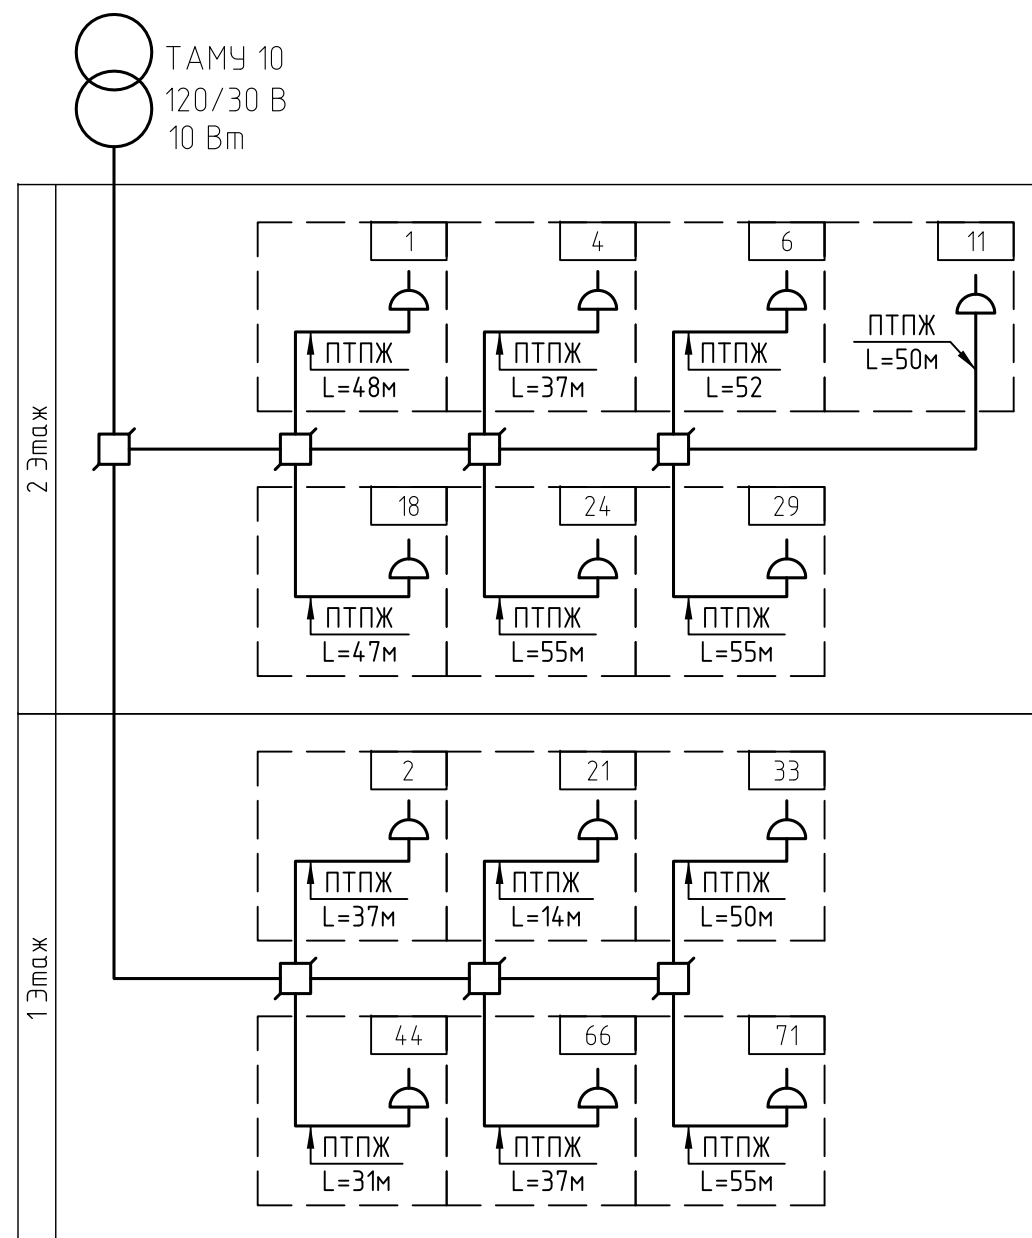 ТАМУ 10
120/30 В
10 Вт
2 Этаж
1
4
6
11
ПТПЖ
L=48м
ПТПЖ
L=37м
ПТПЖ
L=52
ПТПЖ
L=50м
18
24
29
ПТПЖ
L=47м
ПТПЖ
L=55м
ПТПЖ
L=55м
1 Этаж
2
21
33
ПТПЖ
L=37м
ПТПЖ
L=14м
ПТПЖ
L=50м
44
66
71
ПТПЖ
L=31м
ПТПЖ
L=37м
ПТПЖ
L=55м